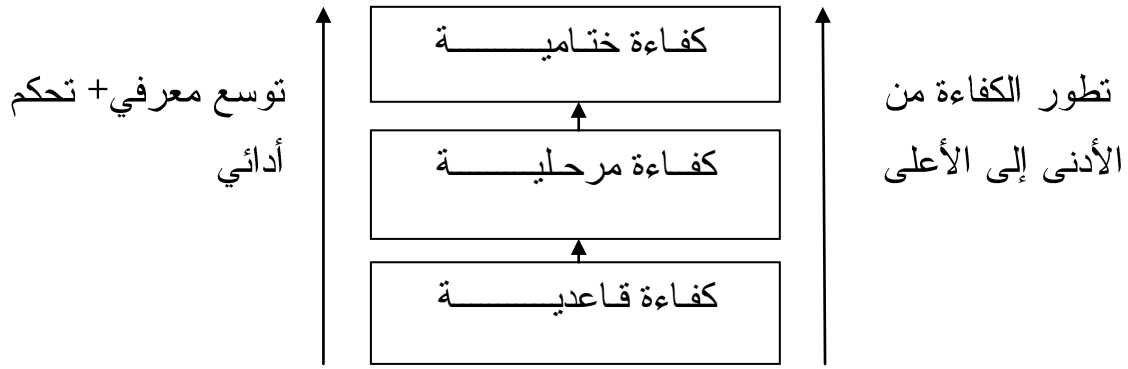 كفاءة ختامية
تطور الكفاءة من
الأدنى إلى الأعلى
توسع معرفي+ تحكم
أدائي
كفاءة مرحلية
كفاءة قاعدية